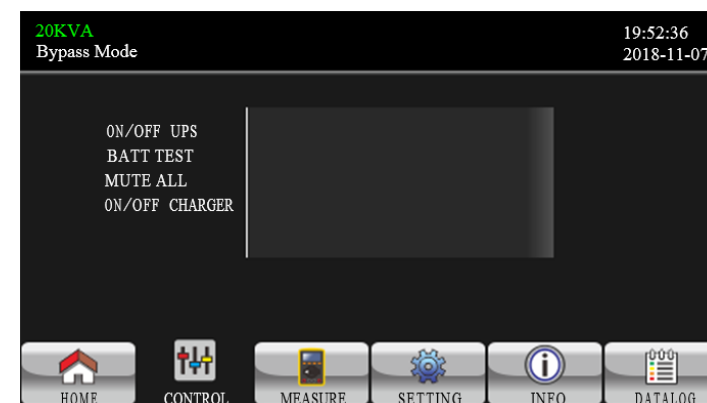 20KVA
19:52:36
Bypass Mode
2018-11-07
ON/OFF UPS
BATT TEST
MUTE ALL
ON/OFF CHARGER
HOME
CONTROL
MEASURE
SETTING
INFO
DATALOG